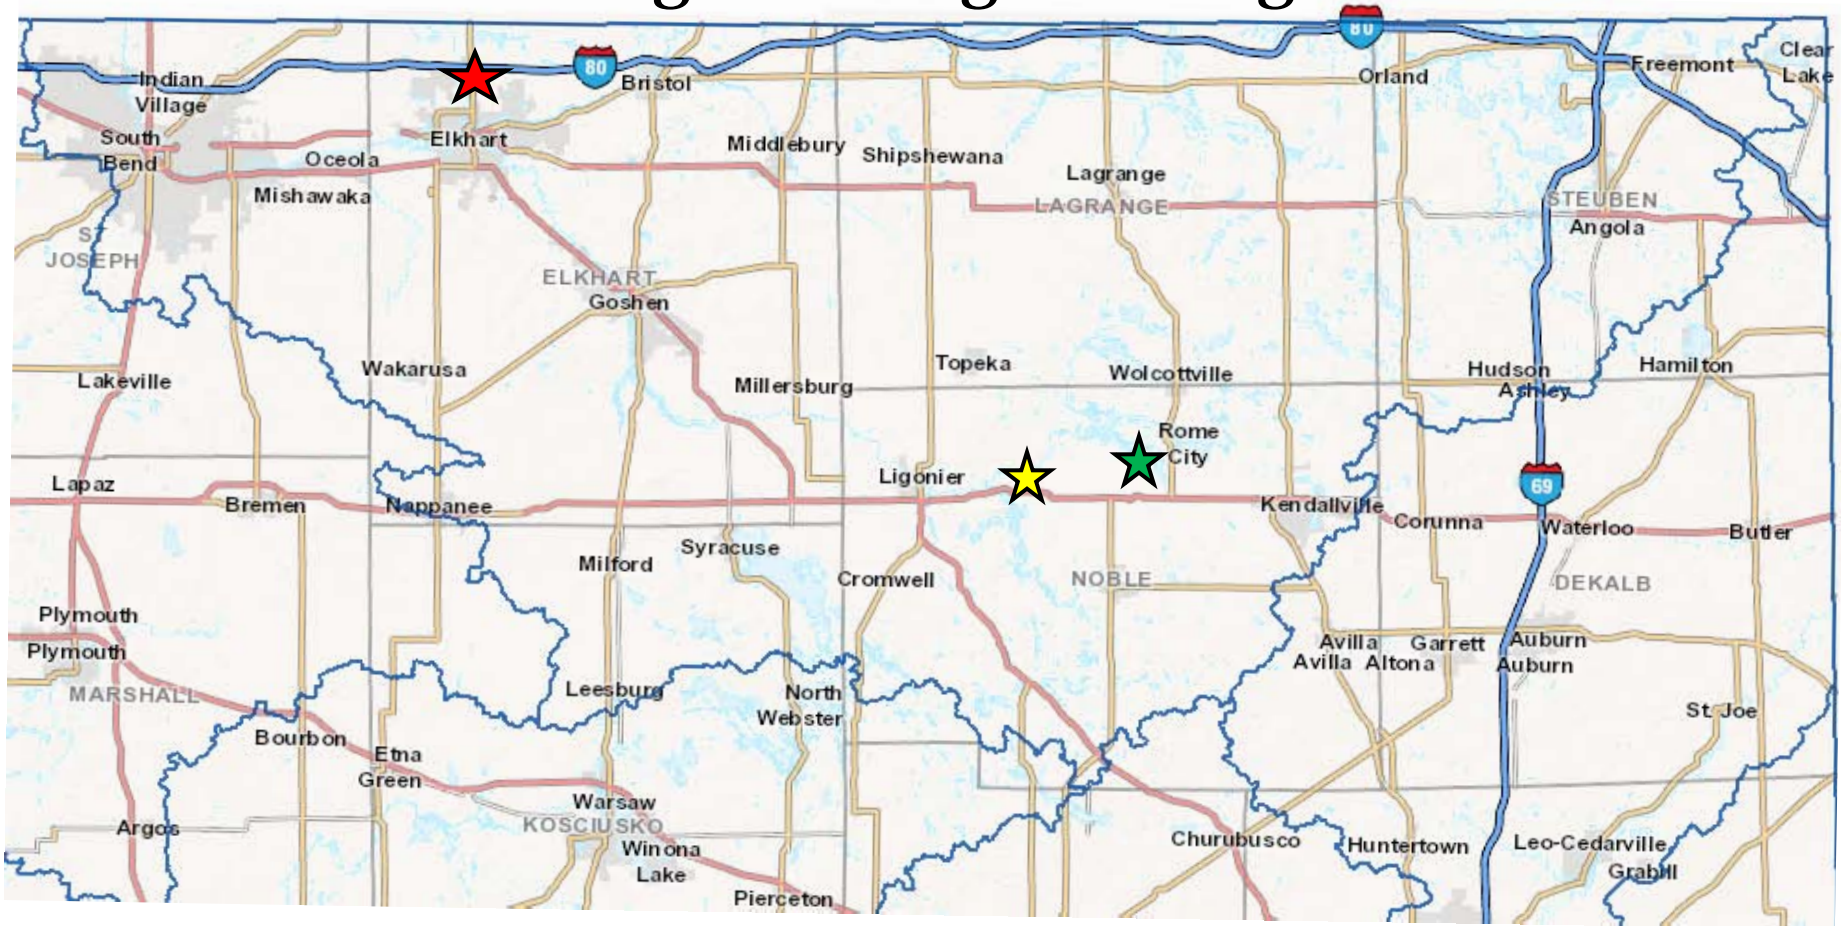 80
80
Clear
Lake
Indian
Village
Bristol
Orland
Freemont
South
Bend
Elkhart
Oceola
Middlebury
Shipshewana
Mishawaka
Lagrange
LAGRANGE
STEUBEN
Angola
ST
JOSEPH
ELKHART
Goshen
Lakeville
Wakarusa
Millersburg
Topeka
Wolcottville
Hudson
Ashley
Hamilton
Rome
City
Lapaz
Bremen
Nappanee
Ligonier
Kendallville
69
Corunna
Waterloo
Butler
Milford
Syracuse
Cromwell
NOBLE
DEKALB
Plymouth
Plymouth
MARSHALL
Avilla
Avilla
Altona
Garrett
Auburn
Auburn
Leesburg
North
Webster
St. Joe
Bourbon
Etna
Green
Warsaw
KOSCIUSKO
Winona
Lake
Argos
Pierceton
Churubusco
Huntertown
Leo-Cedarville
Grabill